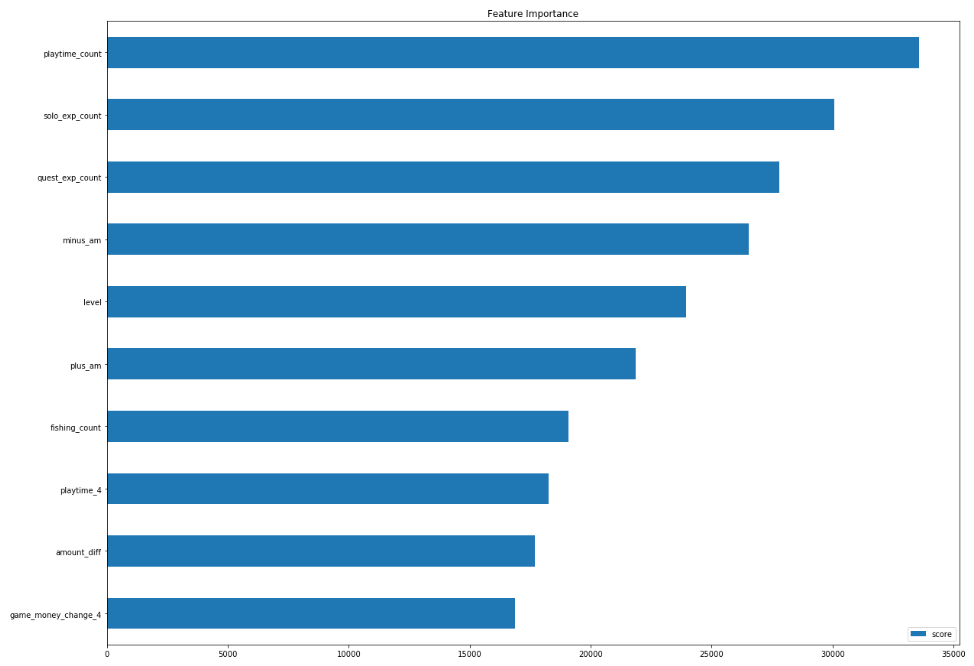 Feature Importance
playtime_count
solo_exp_count
quest_exp_count
minus_am
level
plus_am
fishing_count
playtime_4
amount_diff
game_money_change_4
score
0 5000 10000 15000 20000 25000 30000 35000